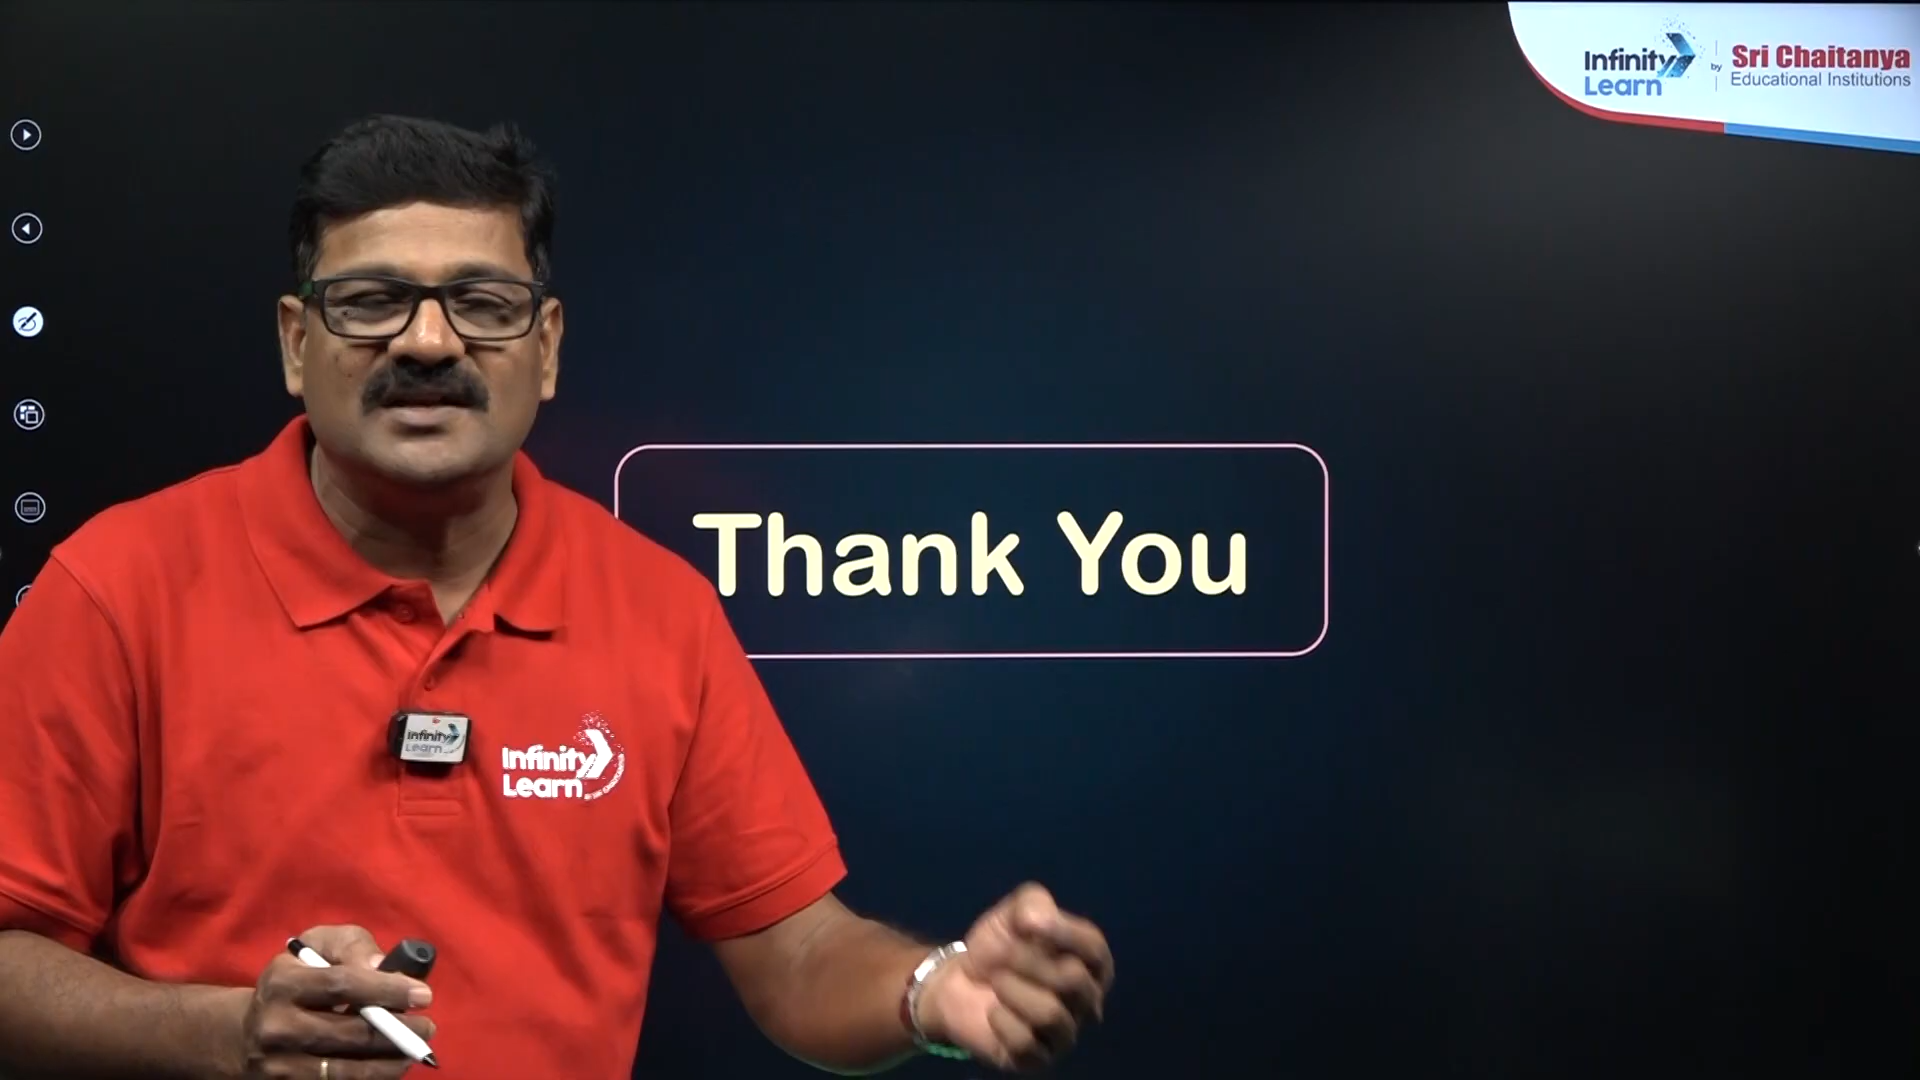 Infinity
Learn
by
Sri Chaitanya
Educational Institutions
Thank You
Infinity
Learn
Infinity
Learn